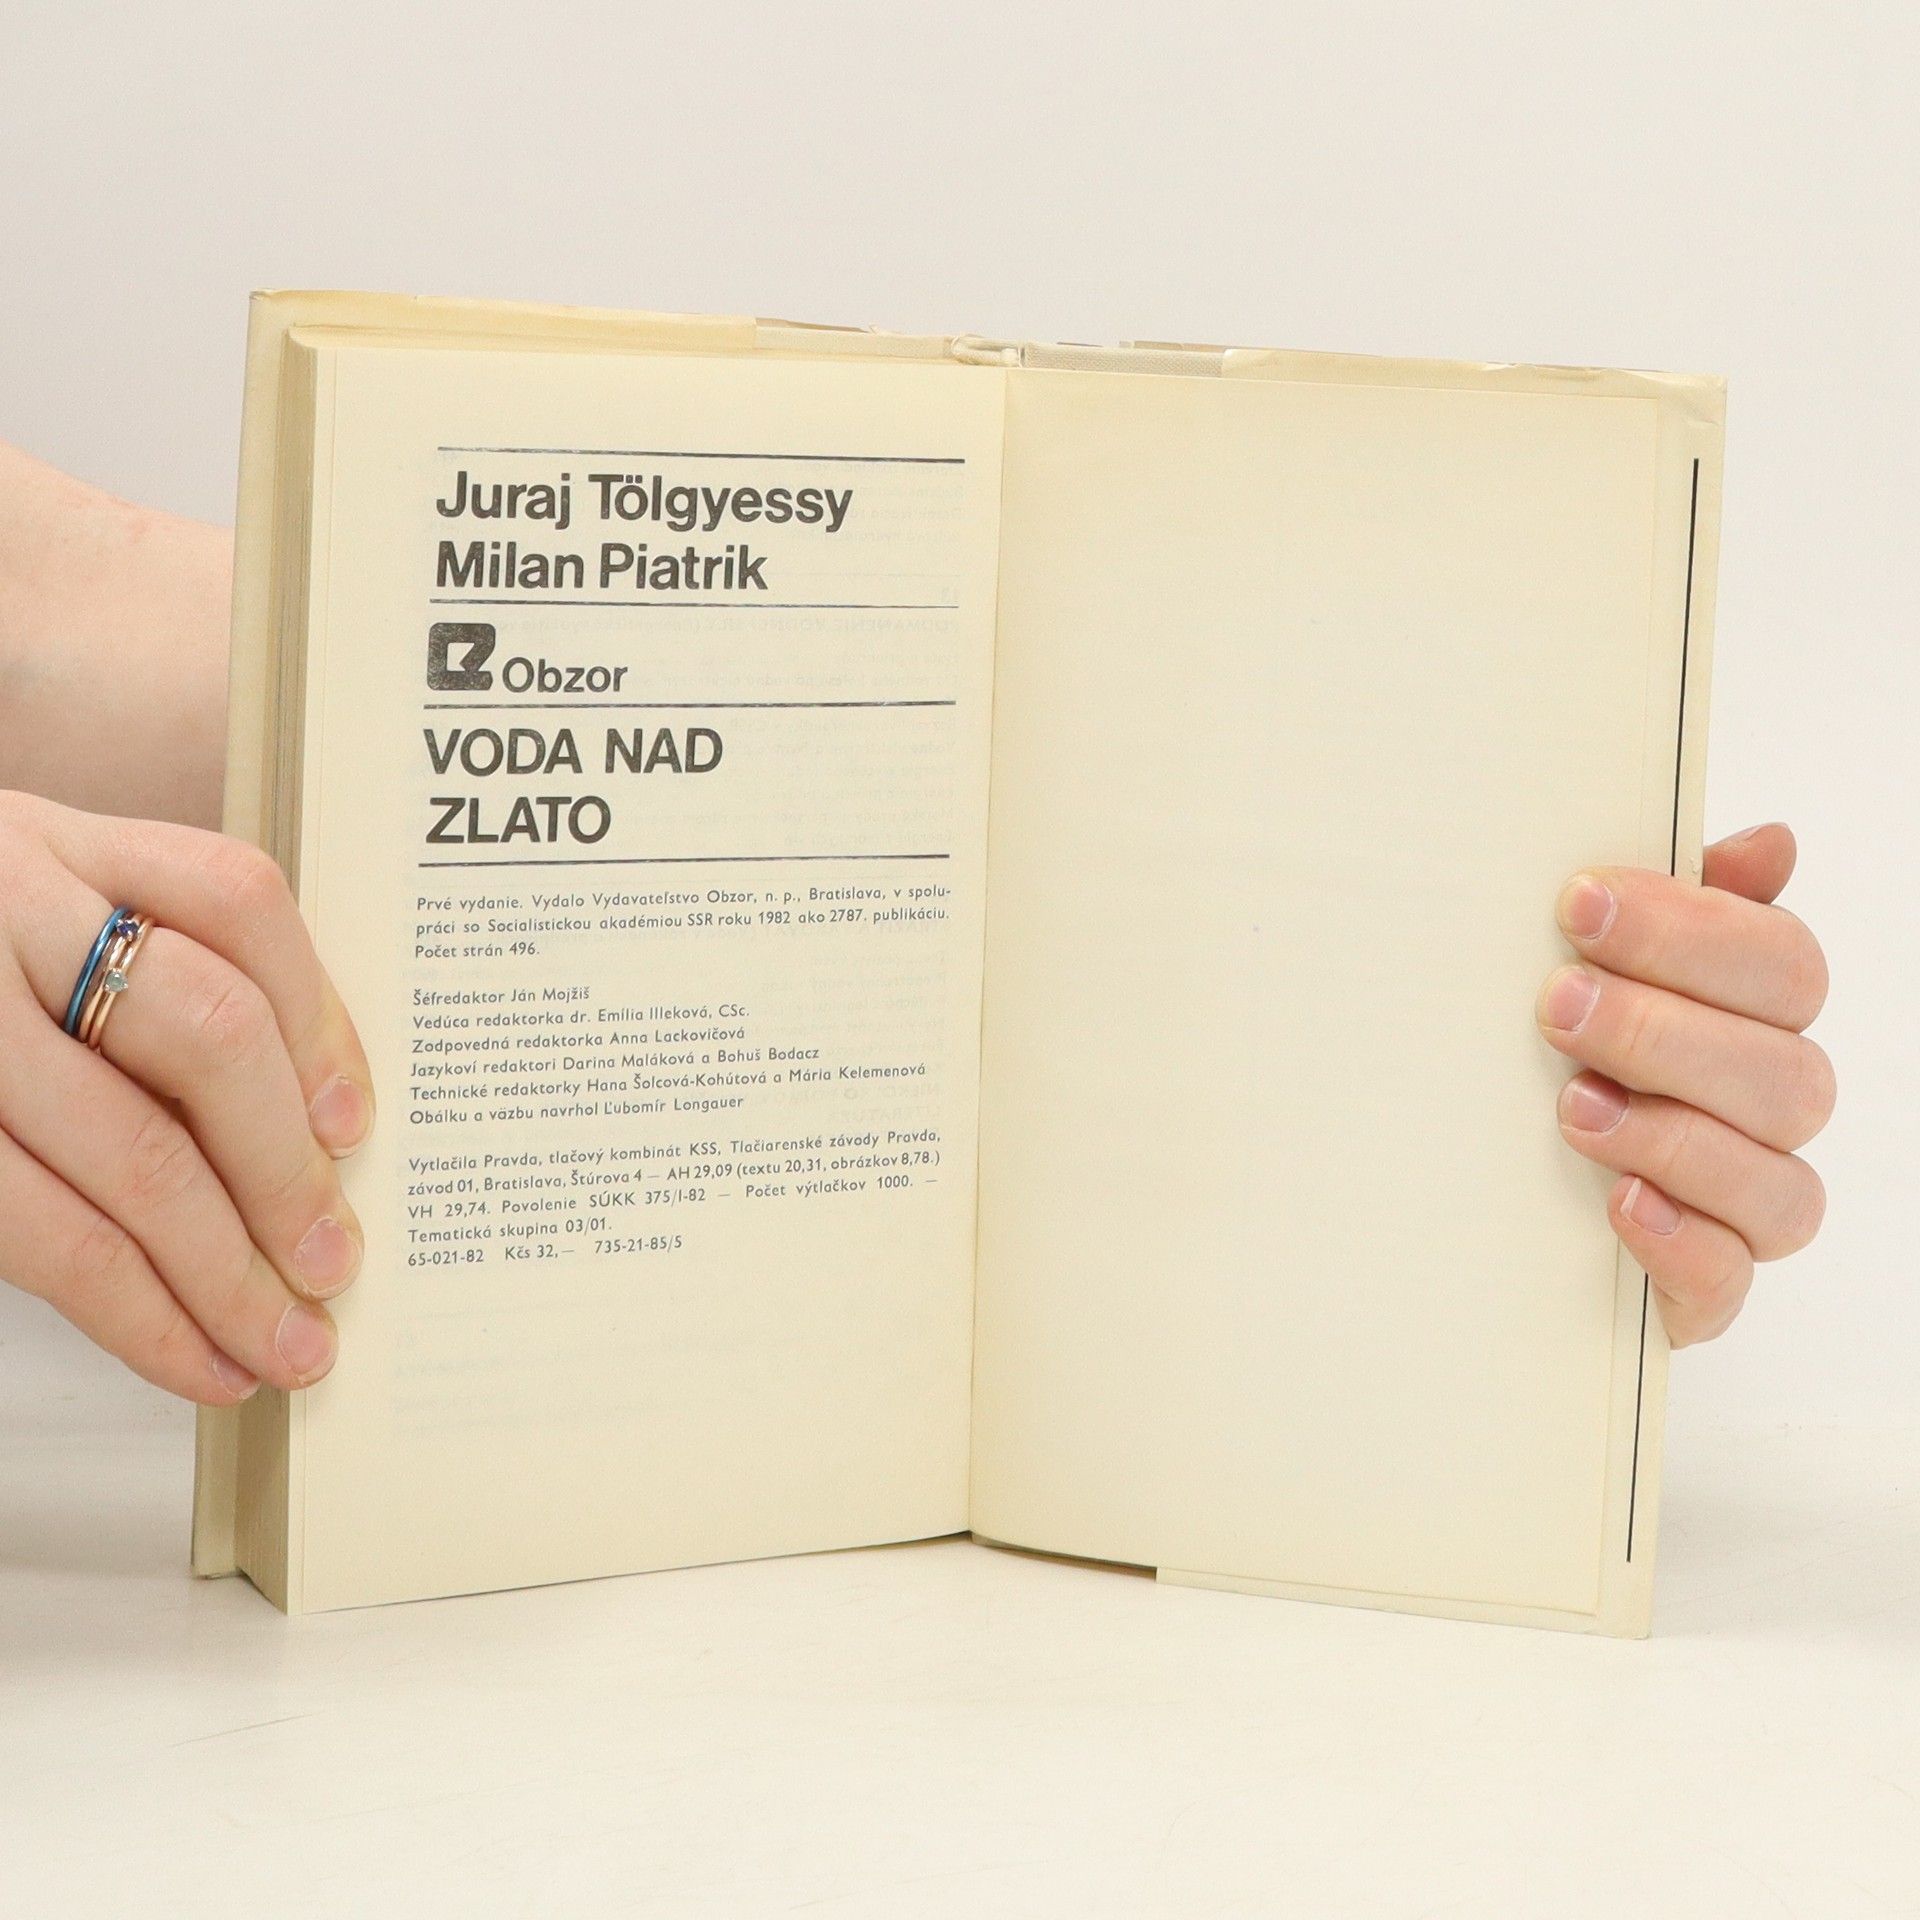 Juraj Tölgyessy
Milan Piatrik
Obzor
VODA NAD
ZLATO
Prvé vydanie. Vydalo Vydavateľstvo Obzor, n. p., Bratislava, v spolu-
práci so Socialistickou akadémiou SSR roku 1982 ako 2787. publikáciu.
Počet strán 496.
Šéfredaktor Ján Mojžiš
Vedúca redaktorka dr. Emília Illeková, CSc.
Zodpovedná redaktorka Anna Lackovičová
Jazykoví redaktori Darina Maláková a Bohuš Bodacz
Technické redaktorky Hana Šolcová-Kohútová a Mária Kelemenová
Obálku a väzbu navrhol Ľubomír Longauer
Vytlačila Pravda, tlačový kombinát KSS, Tlačiarenské závody Pravda,
závod 01, Bratislava, Štúrova 4 — AH 29,09 (textu 20,31, obrázkov 8,78.)
VH 29,74. Povolenie SÚKK 375/I-82 — Počet výtlačkov 1000. —
Tematická skupina 03/01.
65-021-82 Kčs 32,— 735-21-85/5